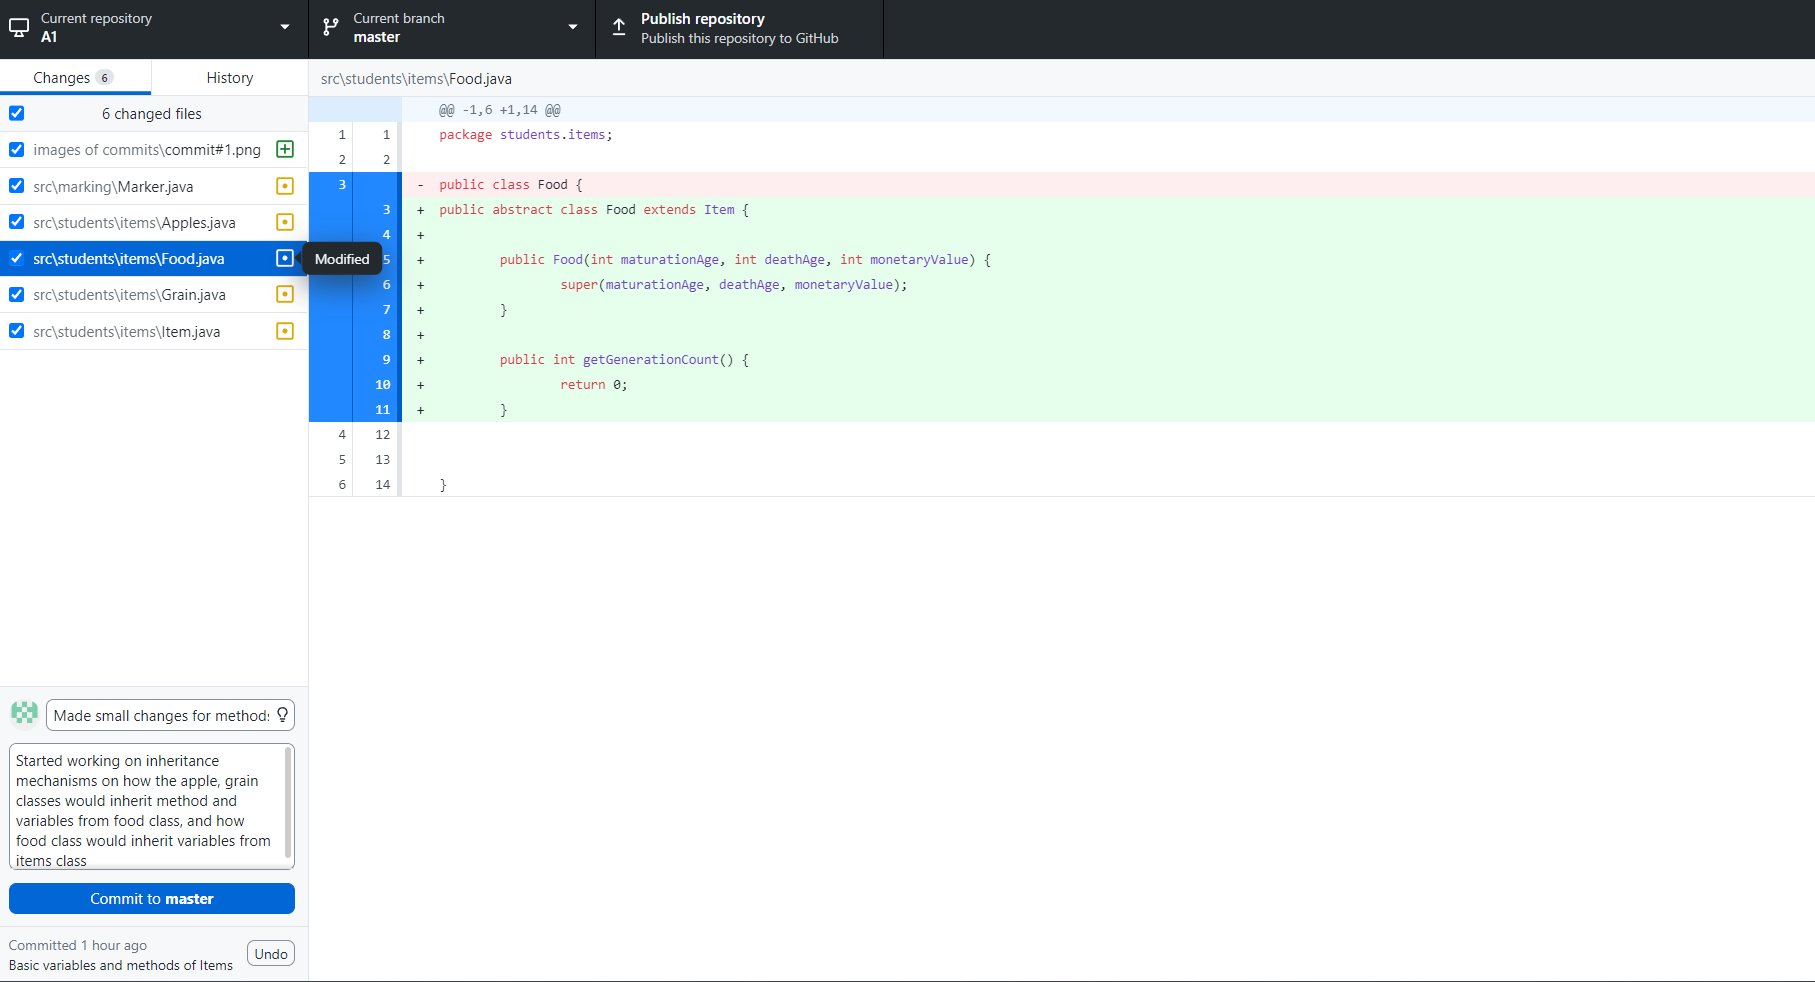 Current repository
A1
Current branch
master
Publish repository
Publish this repository to GitHub
Changes 6
History
6 changed files
images of commits\commit#1.png
src\marking\Marker.java
src\students\items\Apples.java
src\students\items\Food.java
Modified
src\students\items\Grain.java
src\students\items\Item.java
Made small changes for methods
Started working on inheritance
mechanisms on how the apple, grain
classes would inherit method and
variables from food class, and how
food class would inherit variables from
items class
Commit to master
Committed 1 hour ago
Basic variables and methods of Items
Undo
src\students\items\Food.java
@@ -1,6 +1,14 @@
1 1 package students.items;
2 2
3 - public class Food {
3 + public abstract class Food extends Item {
4 +
5 + public Food(int maturationAge, int deathAge, int monetaryValue) {
6 + super(maturationAge, deathAge, monetaryValue);
7 + }
8 +
9 + public int getGenerationCount() {
10 + return 0;
11 + }
4 12
5 13
6 14 }